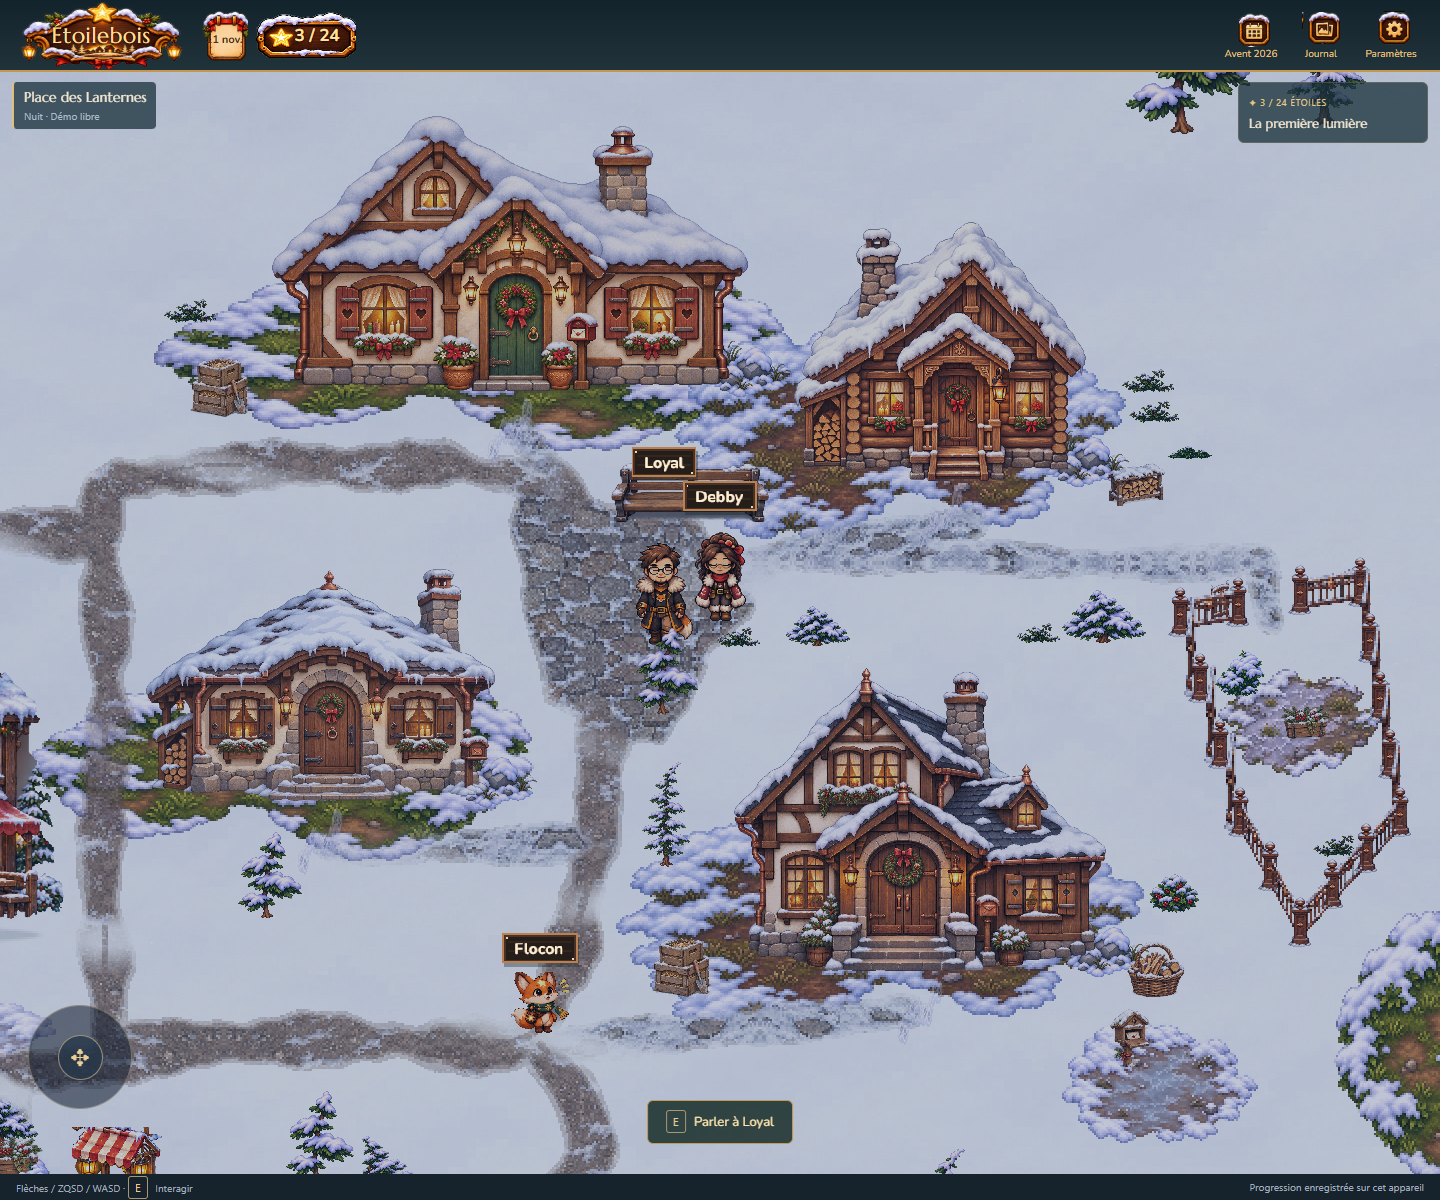 Etoilebois
1 nov.
3 / 24
Avent 2026
Journal
Paramètres
Place des Lanternes
Nuit · Démo libre
✦ 3 / 24 ÉTOILES
La première lumière
Loyal
Debby
Flocon
E Parler à Loyal
Flèches / ZQSD / WASD · E Interagir
Progression enregistrée sur cet appareil